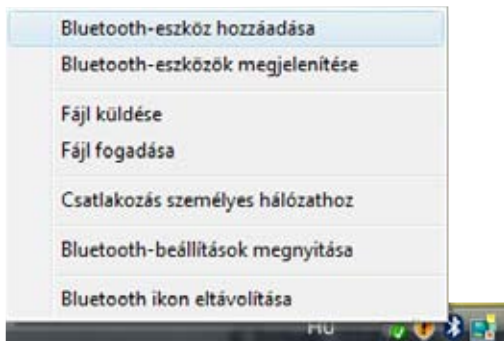 Bluetooth-eszköz hozzáadása
Bluetooth-eszközök megjelenítése
Fájl küldése
Fájl fogadása
Csatlakozás személyes hálózathoz
Bluetooth-beállítások megnyitása
Bluetooth ikon eltávolítása
HU